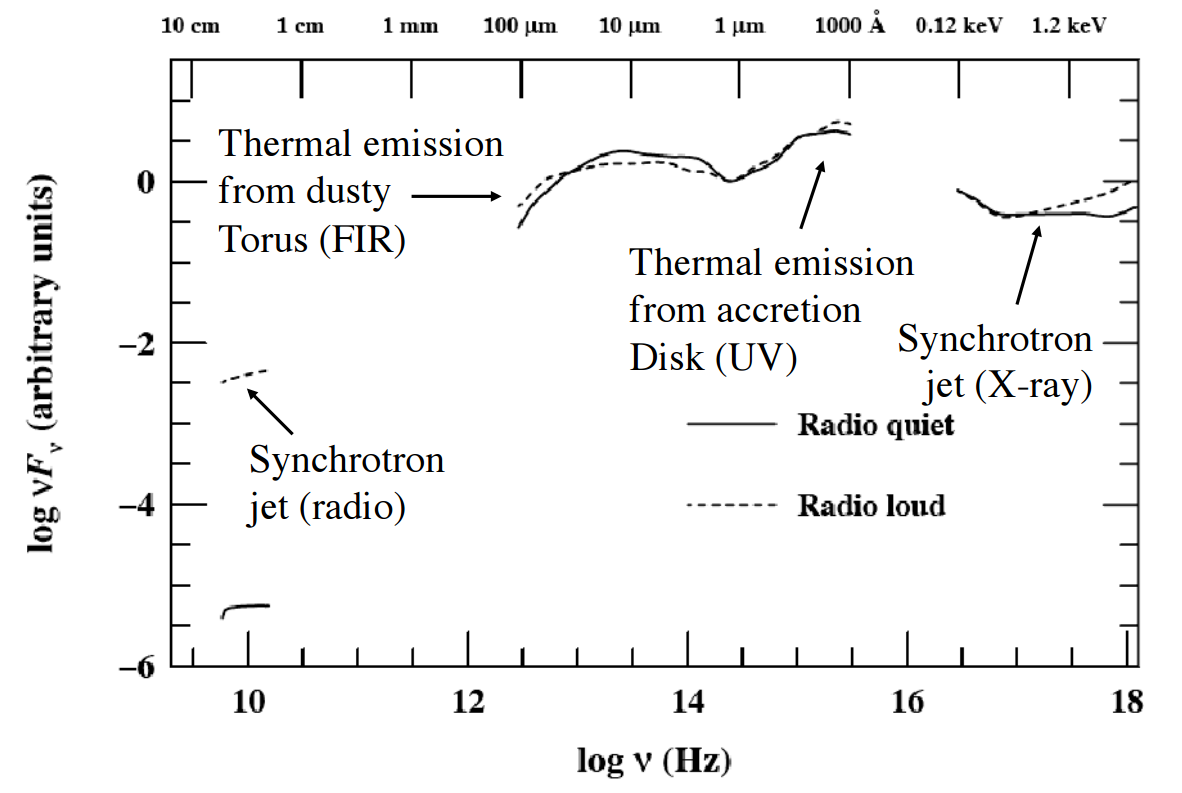 10 cm 1 cm 1 mm 100 μm 10 μm 1 μm 1000 Å 0.12 keV 1.2 keV
Thermal emission
from dusty
Torus (FIR)
Thermal emission
from accretion
Disk (UV)
Synchrotron
jet (X-ray)
Synchrotron
jet (radio)
Radio quiet
Radio loud
0
−2
−4
−6
log νFν (arbitrary units)
10 12 14 16 18
log ν (Hz)